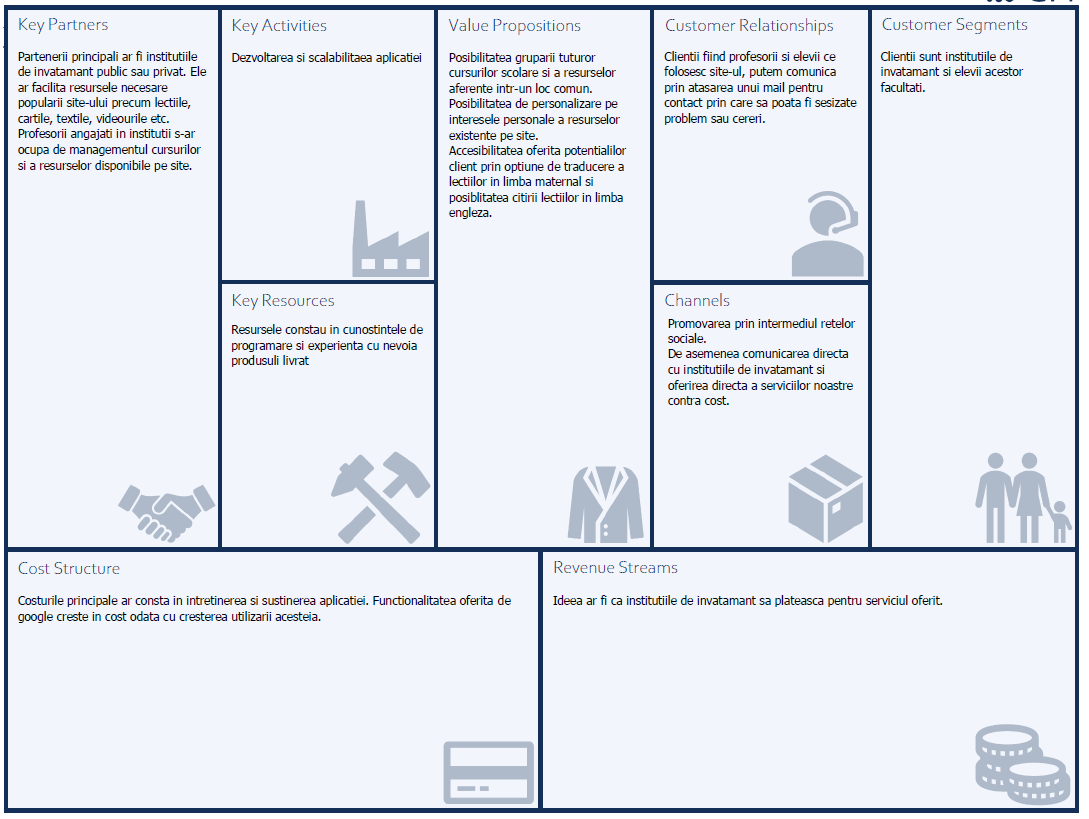 Key Partners
Partenerii principali ar fi institutiile
de invatamant public sau privat. Ele
ar facilita resursele necesare
popularii site-ului precum lectiile,
cartile, textile, videourile etc.
Profesorii angajati in institutii s-ar
ocupa de managementul cursurilor
si a resurselor disponibile pe site.
Key Activities
Dezvoltarea si scalabilitaea aplicatiei
Key Resources
Resursele constau in cunostintele de
programare si experienta cu nevoia
produsuli livrat
Value Propositions
Posibilitatea gruparii tuturor
cursurilor scolare si a resurselor
aferente intr-un loc comun.
Posibilitatea de personalizare pe
interesele personale a resurselor
existente pe site.
Accesibilitatea oferita potentialilor
client prin optiune de traducere a
lectiilor in limba maternal si
posiblitatea citirii lectiilor in limba
engleza.
Customer Relationships
Clientii fiind profesorii si elevii ce
folosesc site-ul, putem comunica
prin atasarea unui mail pentru
contact prin care sa poata fi sesizate
problem sau cereri.
Channels
Promovarea prin intermediul retelor
sociale.
De asemenea comunicarea directa
cu institutiile de invatamant si
oferirea directa a serviciilor noastre
contra cost.
Customer Segments
Clientii sunt institutiile de
invatamant si elevii acestor
facultati.
Cost Structure
Costurile principale ar consta in intretinerea si sustinerea aplicatiei. Functionalitatea oferita de
google creste in cost odata cu cresterea utilizarii acesteia.
Revenue Streams
Ideea ar fi ca institutiile de invatamant sa plateasca pentru serviciul oferit.